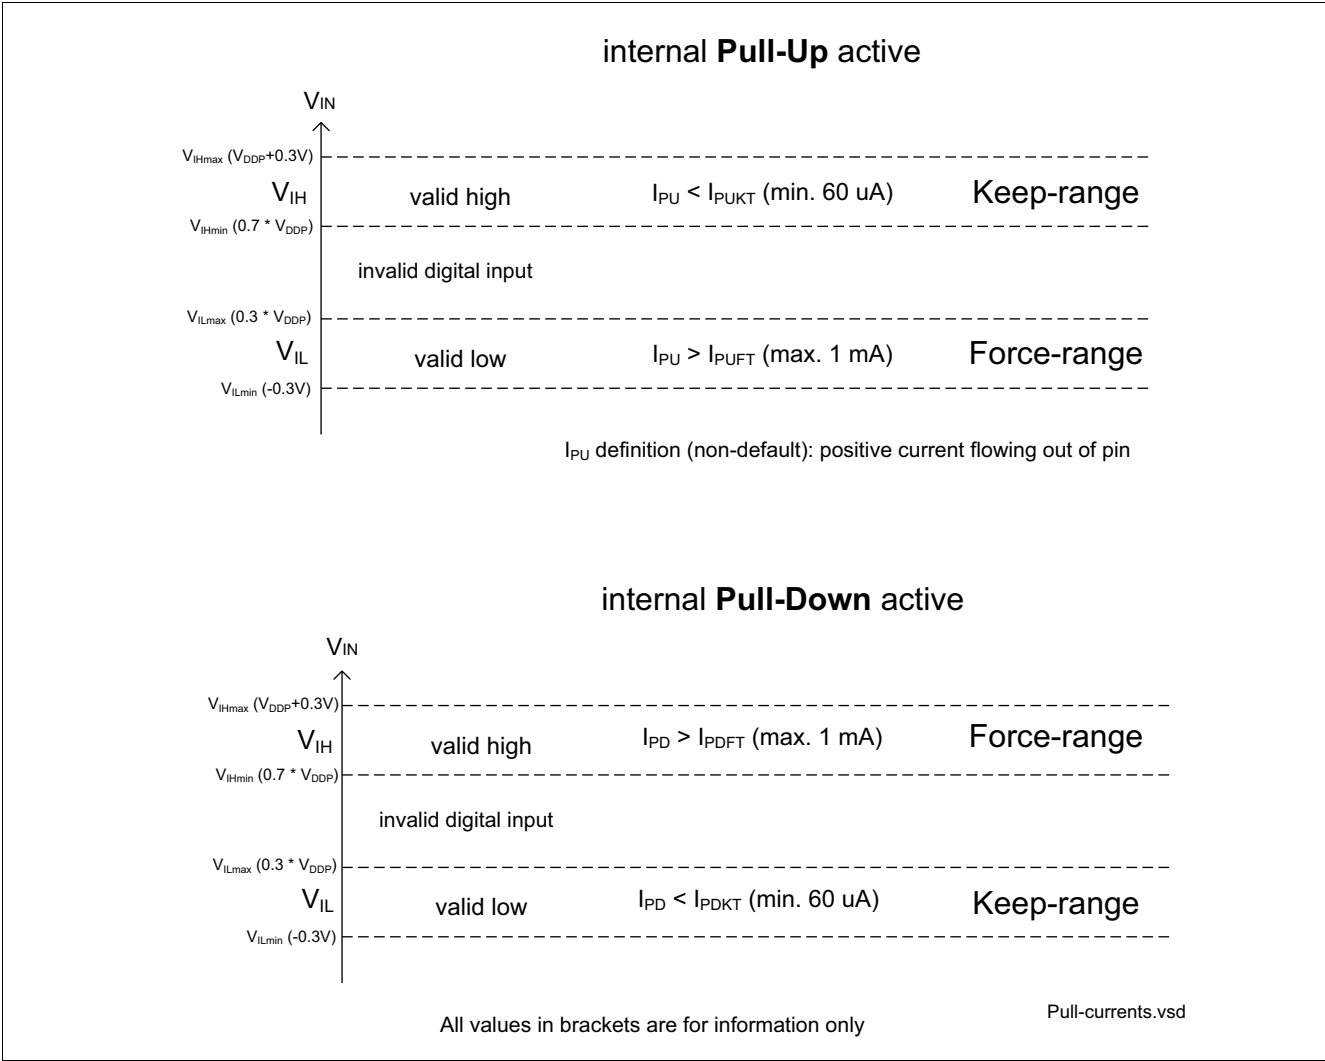 internal Pull-Up active
VIN
VIHmax (VDDP+0.3V)
VIH
valid high
IPU < IPUKT (min. 60 uA)
Keep-range
VIHmin (0.7 * VDDP)
invalid digital input
VILmax (0.3 * VDDP)
VIL
valid low
IPU > IPUFT (max. 1 mA)
Force-range
VILmin (-0.3V)
IPU definition (non-default): positive current flowing out of pin
internal Pull-Down active
VIN
VIHmax (VDDP+0.3V)
VIH
valid high
IPD > IPDFT (max. 1 mA)
Force-range
VIHmin (0.7 * VDDP)
invalid digital input
VILmax (0.3 * VDDP)
VIL
valid low
IPD < IPDKT (min. 60 uA)
Keep-range
VILmin (-0.3V)
All values in brackets are for information only
Pull-currents.vsd